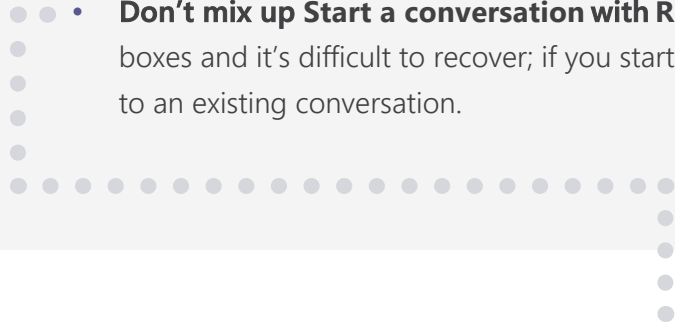 • Don’t mix up Start a conversation with R
boxes and it’s difficult to recover; if you start
to an existing conversation.